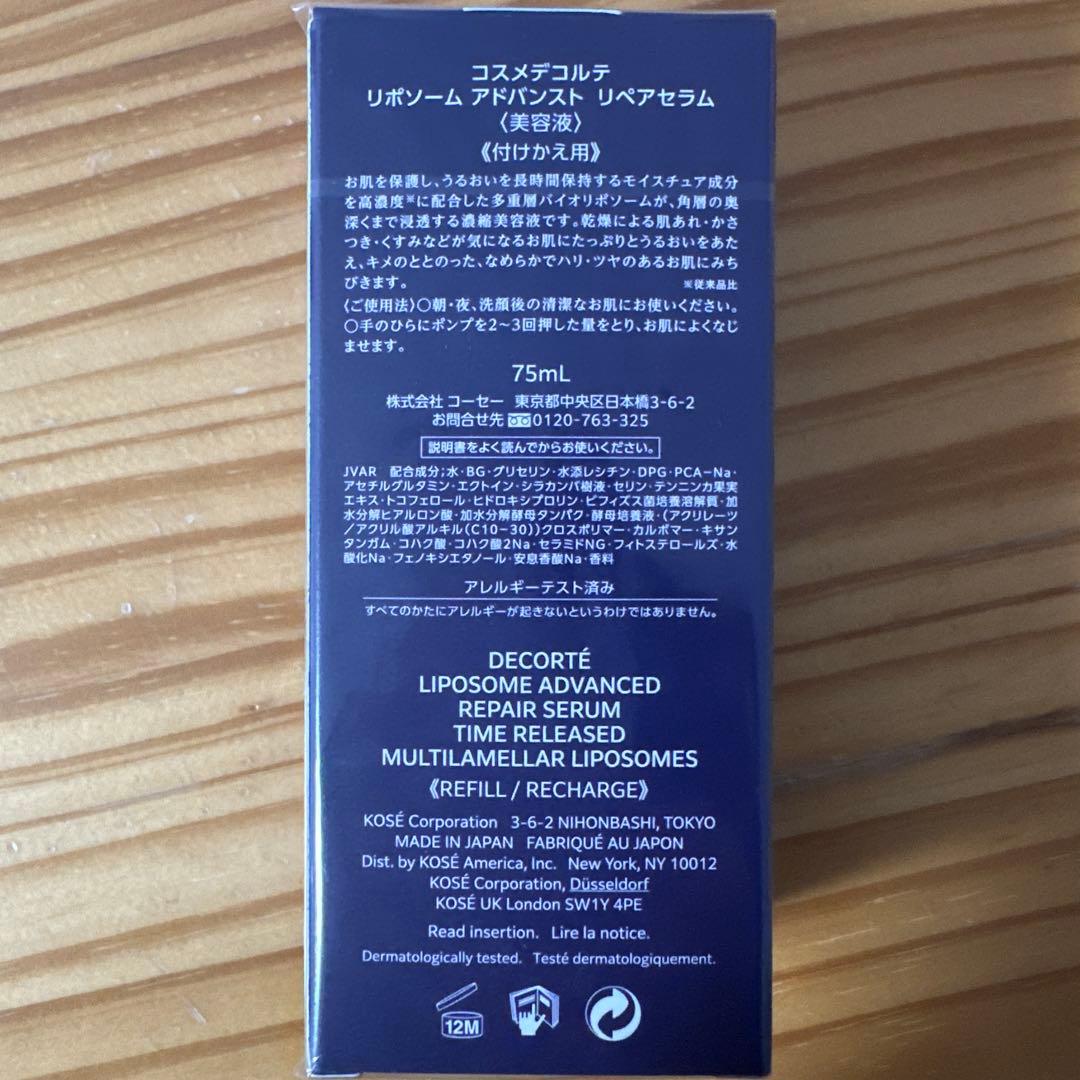 コスメデコルテ
リポソーム アドバンスト リペアセラム
〈美容液〉
《付けかえ用》
お肌を保護し、うるおいを長時間保持するモイスチュア成分
を高濃度※に配合した多重層バイオリポソームが、角層の奥
深くまで浸透する濃縮美容液です。乾燥による肌あれ・かさ
つき・くすみなどが気になるお肌にたっぷりとうるおいをあた
え、キメのととのった、なめらかでハリ・ツヤのあるお肌にみち
びきます。 ※従来品比
〈ご使用法〉○朝・夜、洗顔後の清潔なお肌にお使いください。
○手のひらにポンプを2〜3回押した量をとり、お肌によくなじ
ませます。
75mL
株式会社 コーセー 東京都中央区日本橋3-6-2
お問合せ先 0120-763-325
説明書をよく読んでからお使いください。
JVAR 配合成分；水・BG・グリセリン・水添レシチン・DPG・PCA－Na・
アセチルグルタミン・エクトイン・シラカンバ樹液・セリン・テンニンカ果実
エキス・トコフェロール・ヒドロキシプロリン・ビフィズス菌培養溶解質・加
水分解ヒアルロン酸・加水分解酵母タンパク・酵母培養液・（アクリレーツ
／アクリル酸アルキル（C10－30））クロスポリマー・カルボマー・キサン
タンガム・コハク酸・コハク酸2Na・セラミドNG・フィトステロールズ・水
酸化Na・フェノキシエタノール・安息香酸Na・香料
アレルギーテスト済み
すべてのかたにアレルギーが起きないというわけではありません。
DECORTÉ
LIPOSOME ADVANCED
REPAIR SERUM
TIME RELEASED
MULTILAMELLAR LIPOSOMES
《REFILL / RECHARGE》
KOSÉ Corporation 3-6-2 NIHONBASHI, TOKYO
MADE IN JAPAN FABRIQUÉ AU JAPON
Dist. by KOSÉ America, Inc. New York, NY 10012
KOSÉ Corporation, Düsseldorf
KOSÉ UK London SW1Y 4PE
Read insertion. Lire la notice.
Dermatologically tested. Testé dermatologiquement.
12M